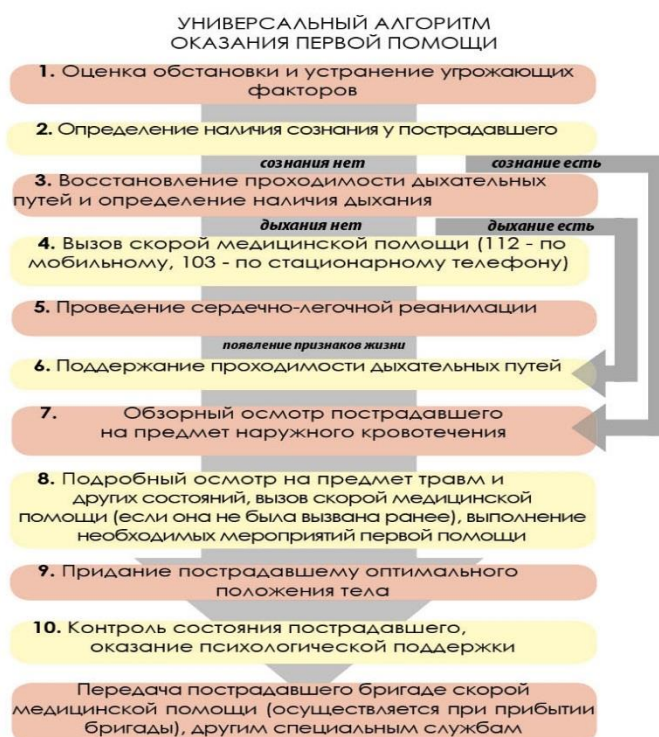 УНИВЕРСАЛЬНЫЙ АЛГОРИТМ
ОКАЗАНИЯ ПЕРВОЙ ПОМОЩИ
1. Оценка обстановки и устранение угрожающих
факторов
2. Определение наличия сознания у пострадавшего
сознания нет сознание есть
3. Восстановление проходимости дыхательных
путей и определение наличия дыхания
дыхания нет дыхание есть
4. Вызов скорой медицинской помощи (112 - по
мобильному, 103 - по стационарному телефону)
5. Проведение сердечно-легочной реанимации
появление признаков жизни
6. Поддержание проходимости дыхательных путей
7. Обзорный осмотр пострадавшего
на предмет наружного кровотечения
8. Подробный осмотр на предмет травм и
других состояний, вызов скорой медицинской
помощи (если она не была вызвана ранее), выполнение
необходимых мероприятий первой помощи
9. Придание пострадавшему оптимального
положения тела
10. Контроль состояния пострадавшего,
оказание психологической поддержки
Передача пострадавшего бригаде скорой
медицинской помощи (осуществляется при прибытии
бригады), другим специальным службам